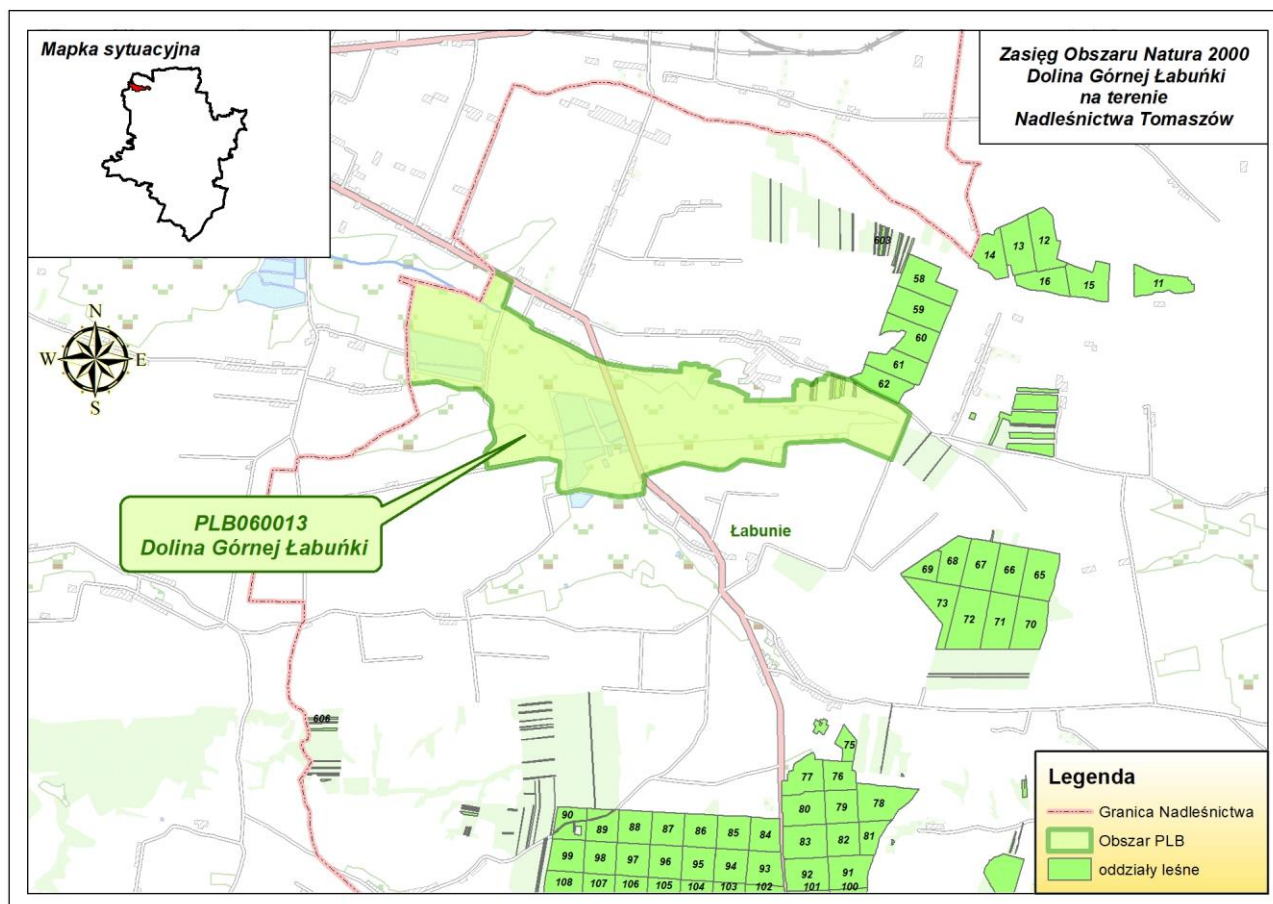 Mapka sytuacyjna
Zasięg Obszaru Natura 2000
Dolina Górnej Łabuńki
na terenie
Nadleśnictwa Tomaszów
N
W E
S
603
14 13 12
16 15 11
58
59
60
61
62
PLB060013
Dolina Górnej Łabuńki
Łabunie
69 68 67 66 65
73 72 71 70
606
75
77 76
80 79 78
83 82 81
92 91
101 100
90 89 88 87 86 85 84
99 98 97 96 95 94 93
108 107 106 105 104 103 102
Legenda
Granica Nadleśnictwa
Obszar PLB
oddziały leśne